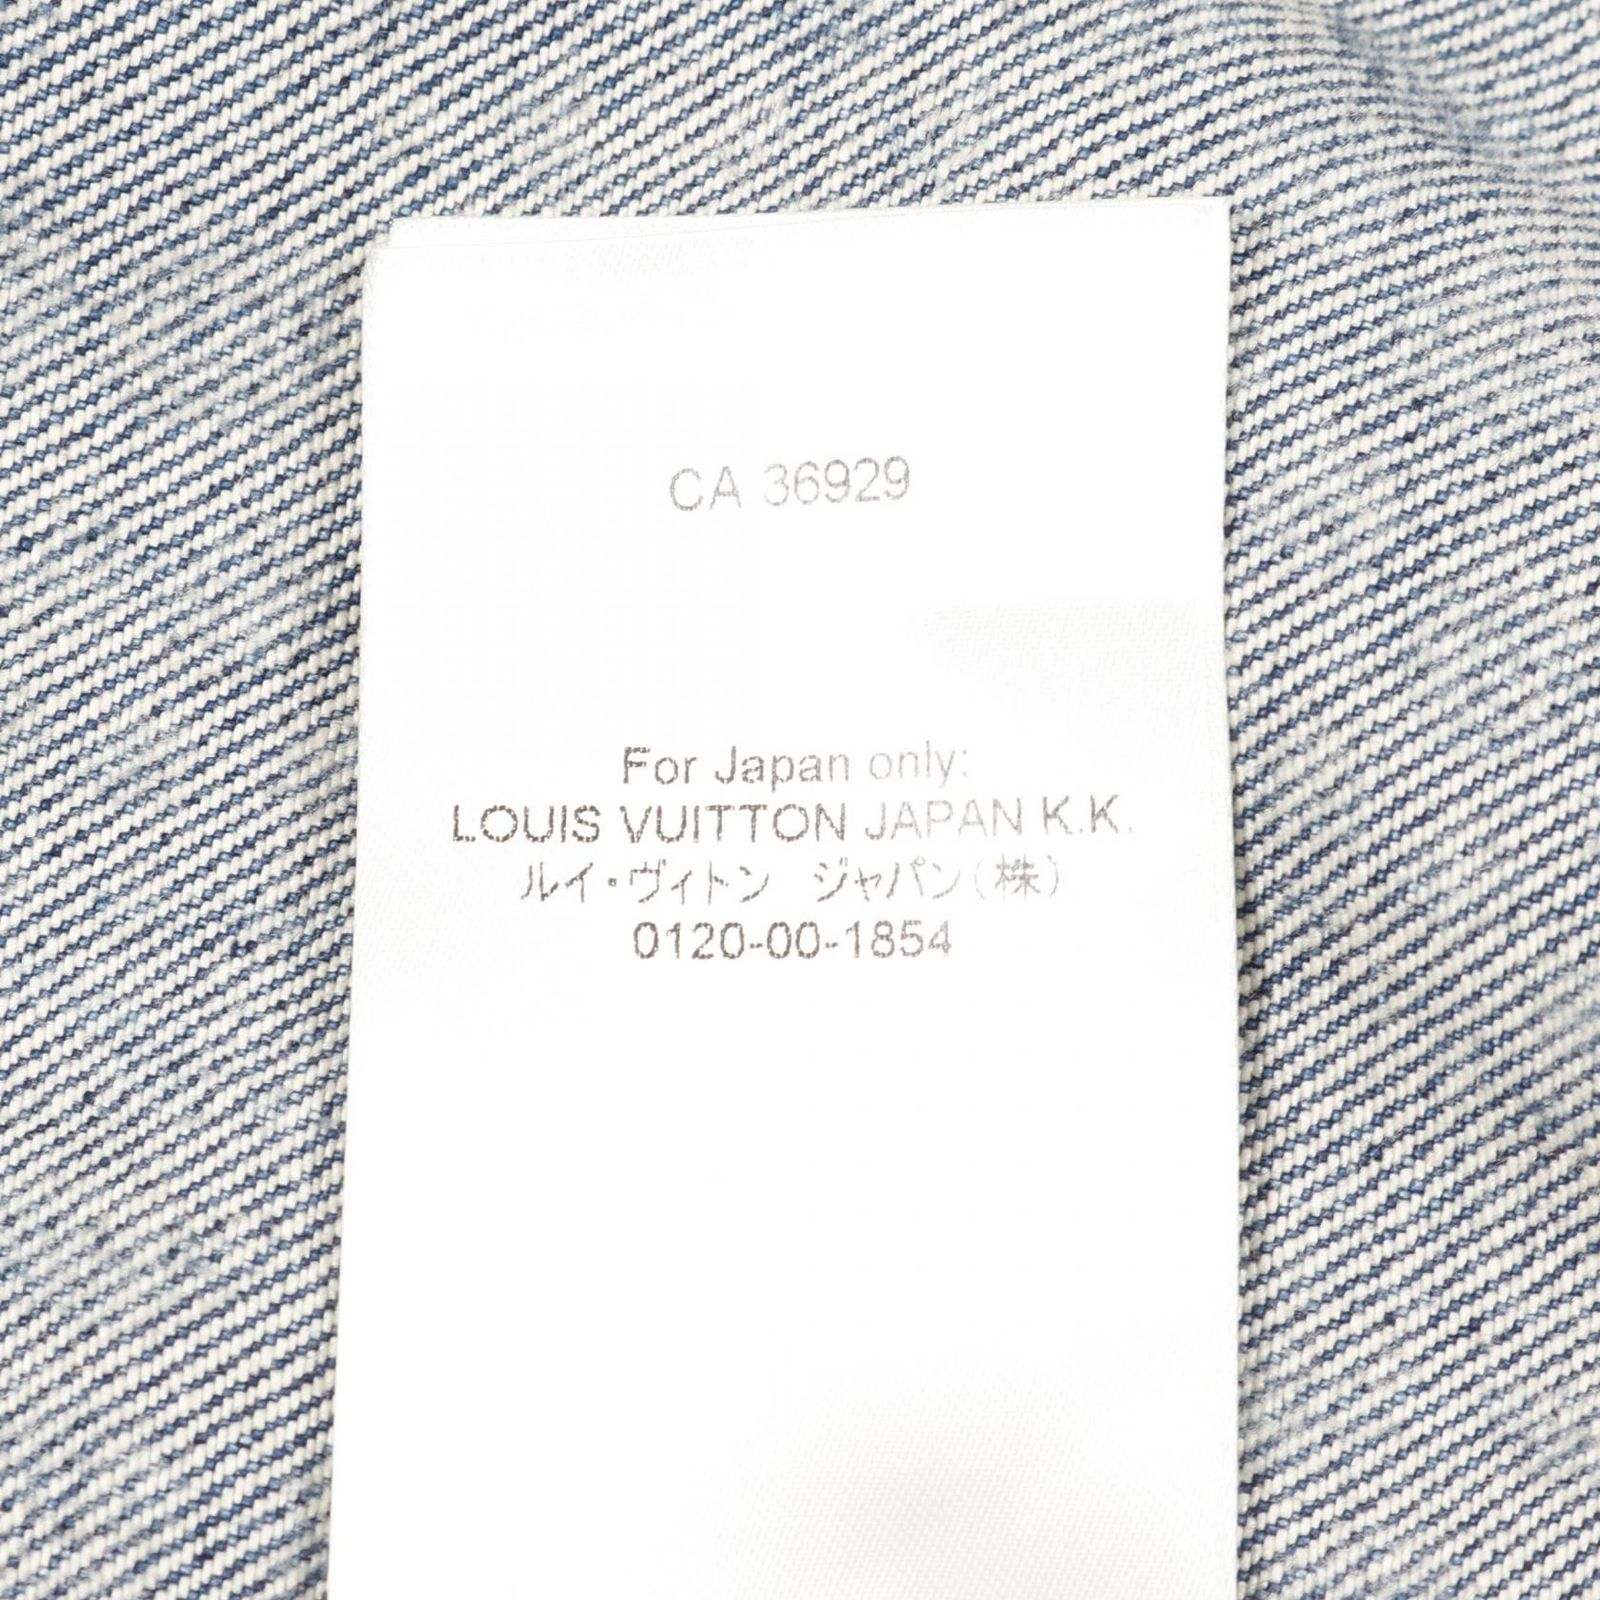 CA 36929
For Japan only:
LOUIS VUITTON JAPAN K.K.
ルイ・ヴィトン　ジャパン(株)
0120-00-1854